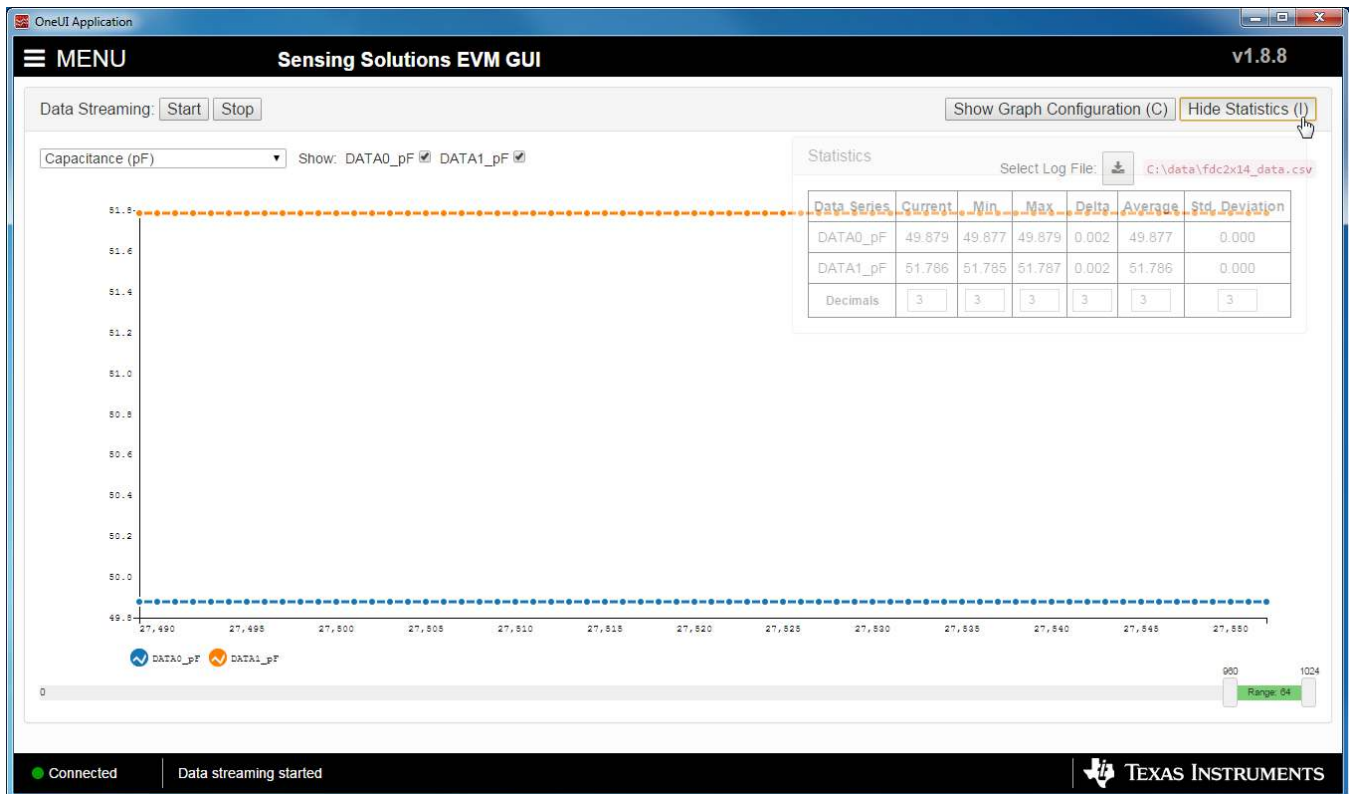 OneUI Application
MENU Sensing Solutions EVM GUI v1.8.8
Data Streaming: Start Stop Show Graph Configuration (C) Hide Statistics (I)
Capacitance (pF) Show: DATA0_pF DATA1_pF
Statistics
Select Log File: C:\data\fdc2x14_data.csv
Data Series Current Min Max Delta Average Std. Deviation
DATA0_pF 49.879 49.877 49.879 0.002 49.877 0.000
DATA1_pF 51.786 51.785 51.787 0.002 51.786 0.000
Decimals 3 3 3 3 3 3
51.8
51.6
51.4
51.2
51.0
50.8
50.6
50.4
50.2
50.0
49.8
27,490 27,495 27,500 27,505 27,510 27,515 27,520 27,525 27,530 27,535 27,540 27,545 27,550
DATA0_pF DATA1_pF
960 1024
0 Range: 64
Connected Data streaming started TEXAS INSTRUMENTS